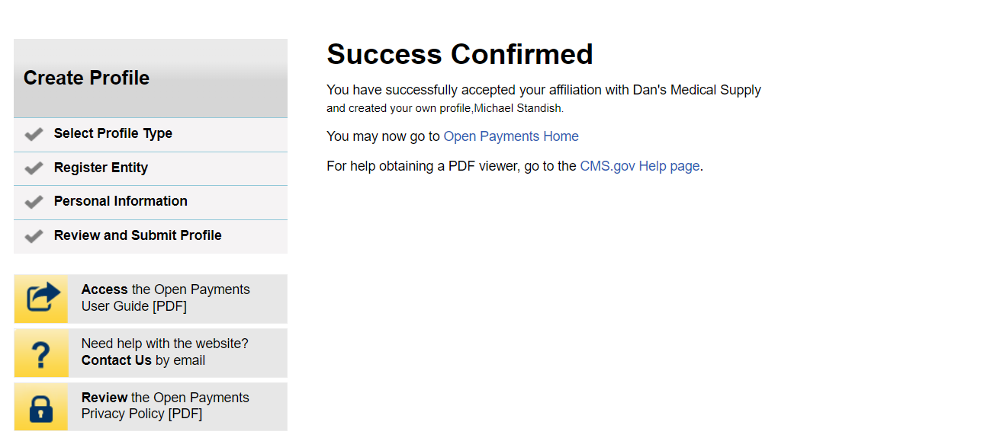 Create Profile
Select Profile Type
Register Entity
Personal Information
Review and Submit Profile
Access the Open Payments
User Guide [PDF]
Need help with the website?
Contact Us by email
Review the Open Payments
Privacy Policy [PDF]
Success Confirmed
You have successfully accepted your affiliation with Dan's Medical Supply
and created your own profile,Michael Standish.
You may now go to Open Payments Home
For help obtaining a PDF viewer, go to the CMS.gov Help page.